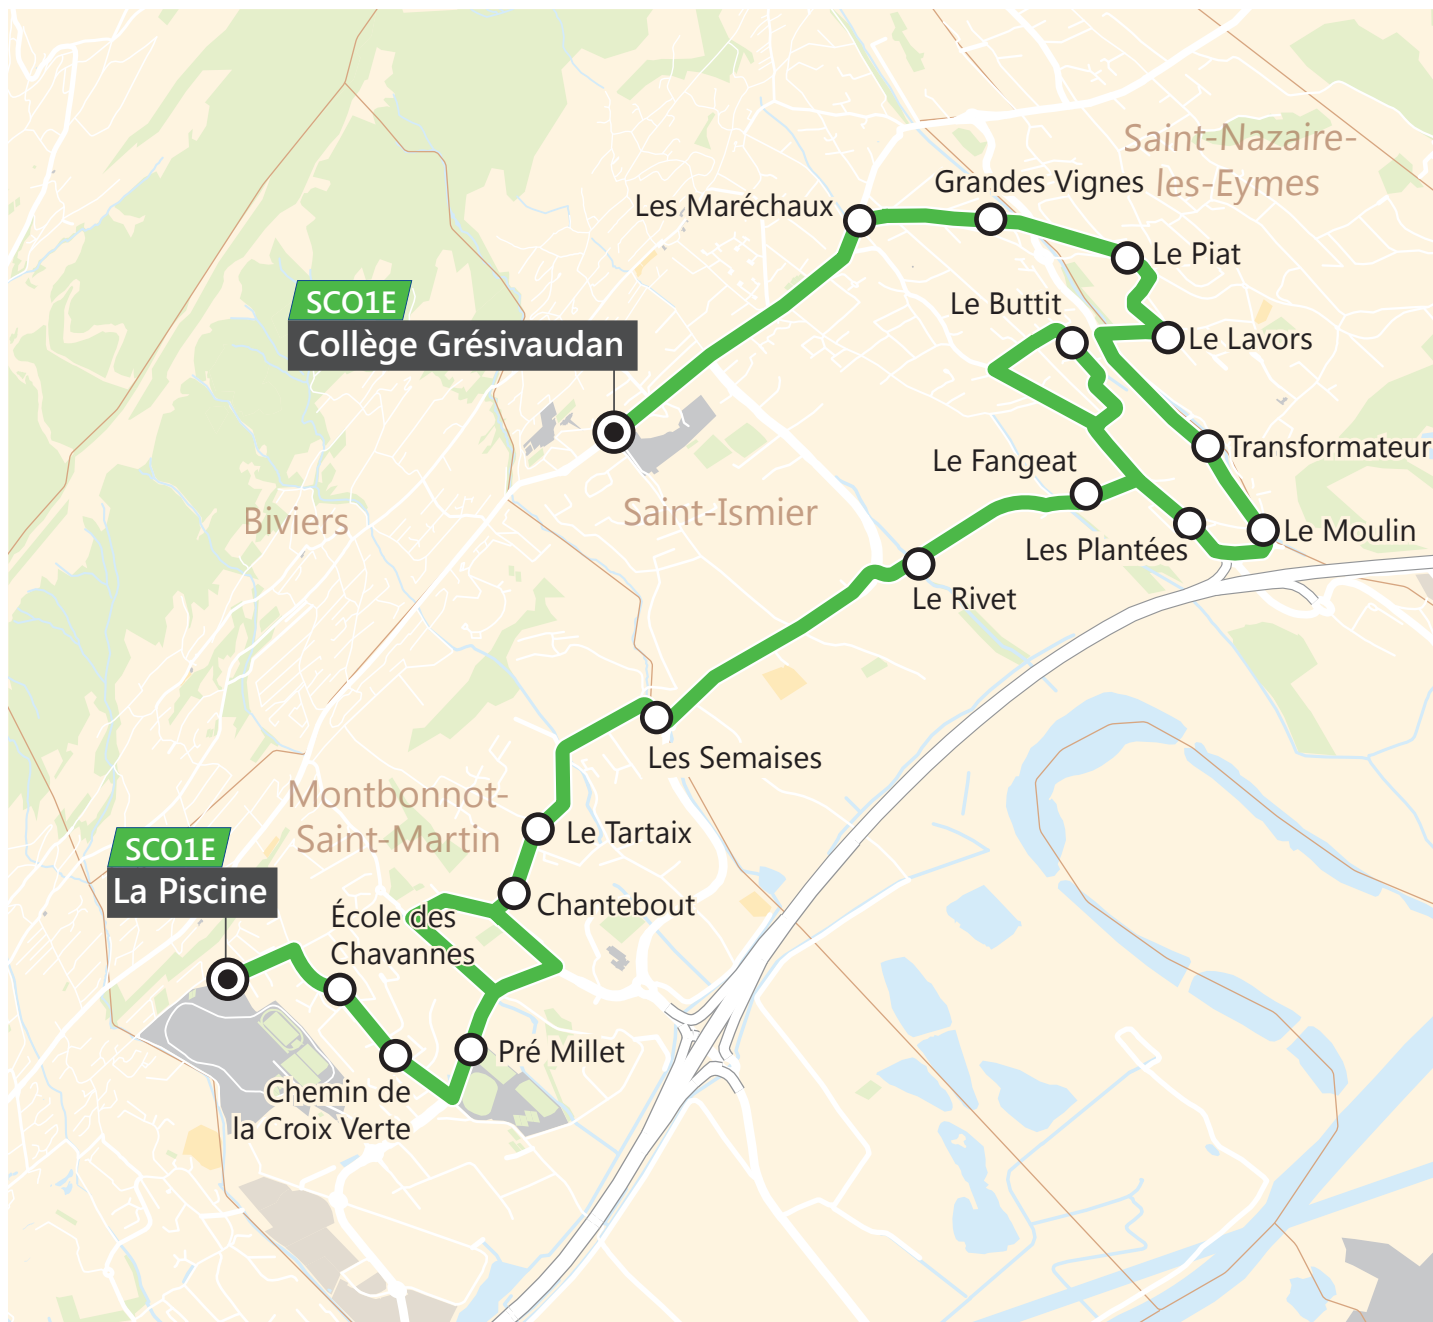 Saint-Nazaire-
les-Eymes
Grandes Vignes
Les Maréchaux
Le Piat
SCO1E
Collège Grésivaudan
Le Buttit
Le Lavors
Transformateur
Le Fangeat
Saint-Ismier
Biviers
Le Moulin
Les Plantées
Le Rivet
Les Semaises
Montbonnot-
Saint-Martin
Le Tartaix
SCO1E
La Piscine
Chantebout
École des
Chavannes
Pré Millet
Chemin de
la Croix Verte